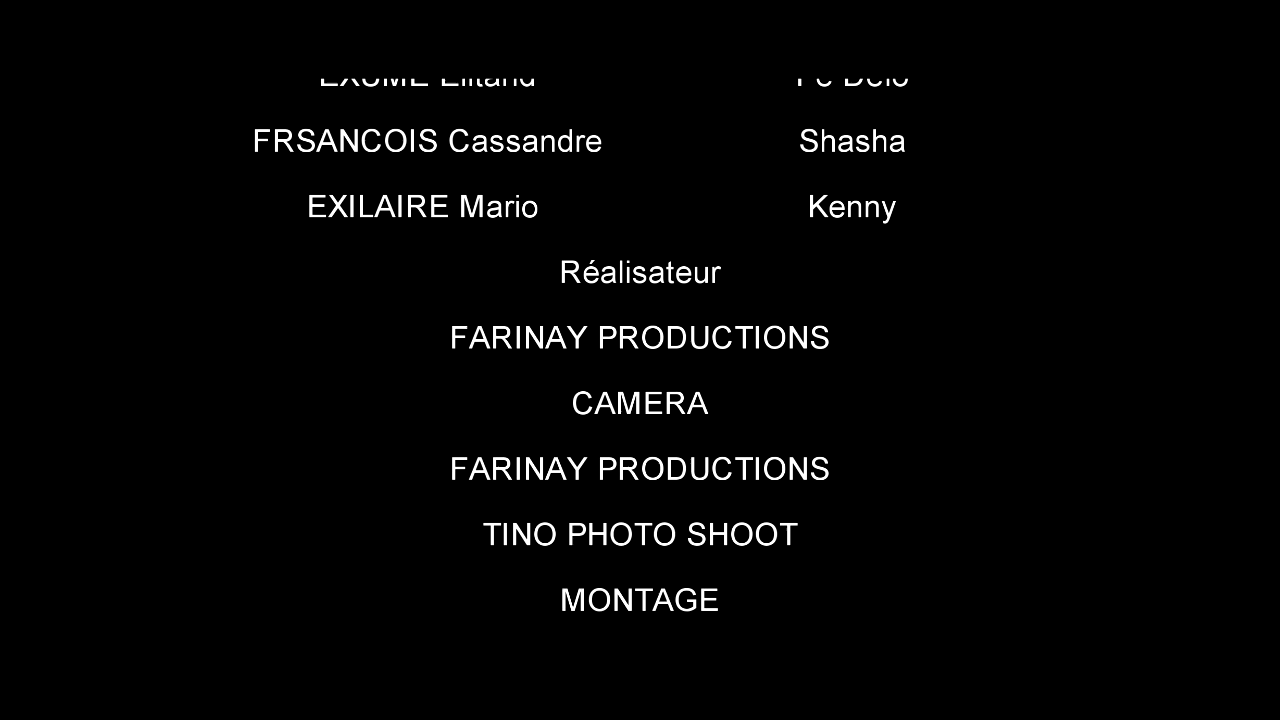 FRSANCOIS Cassandre Shasha
EXILAIRE Mario Kenny
Réalisateur
FARINAY PRODUCTIONS
CAMERA
FARINAY PRODUCTIONS
TINO PHOTO SHOOT
MONTAGE